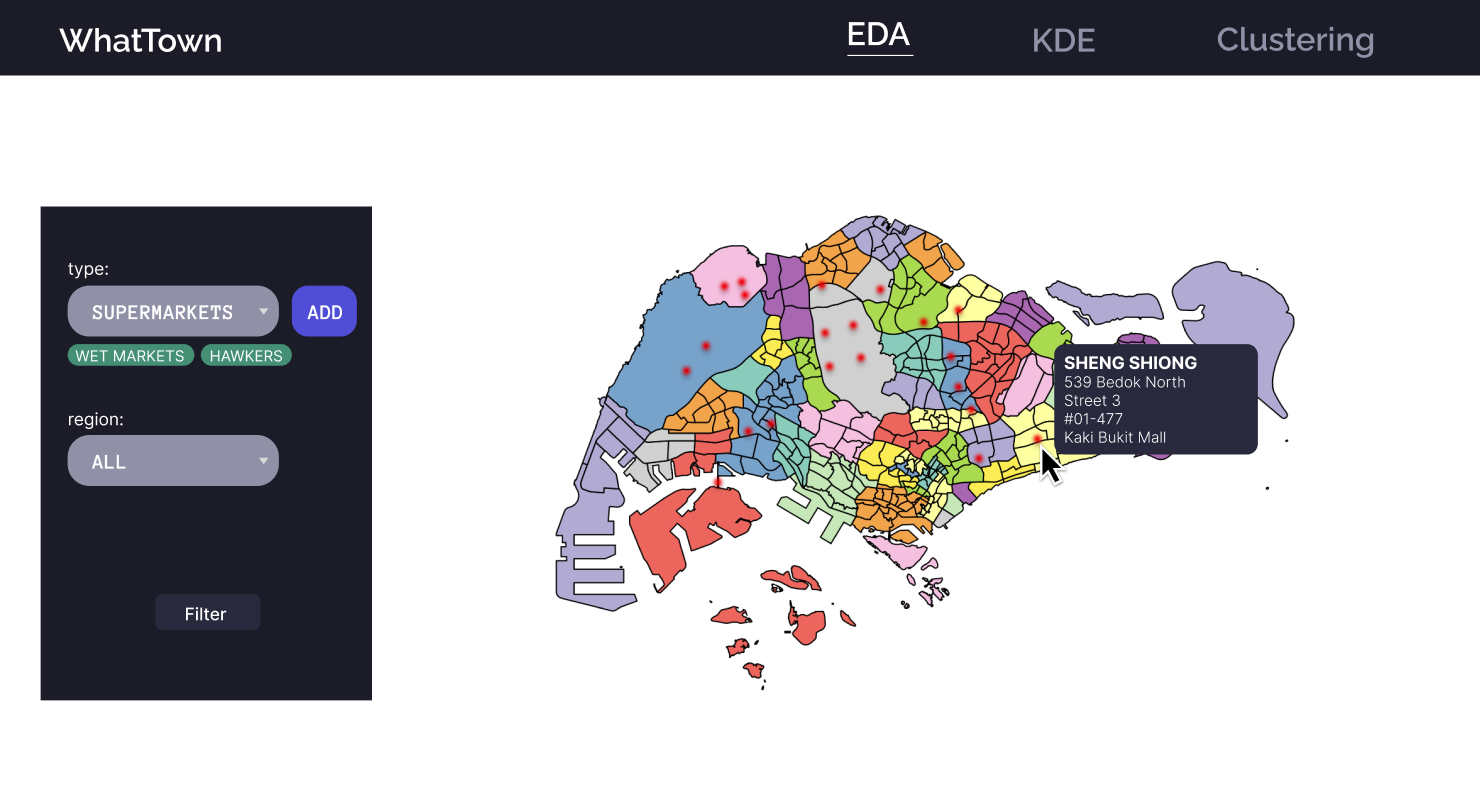 WhatTown
EDA
KDE
Clustering
type:
SUPERMARKETS
ADD
WET MARKETS
HAWKERS
region:
ALL
Filter
SHENG SHIONG
539 Bedok North
Street 3
#01-477
Kaki Bukit Mall